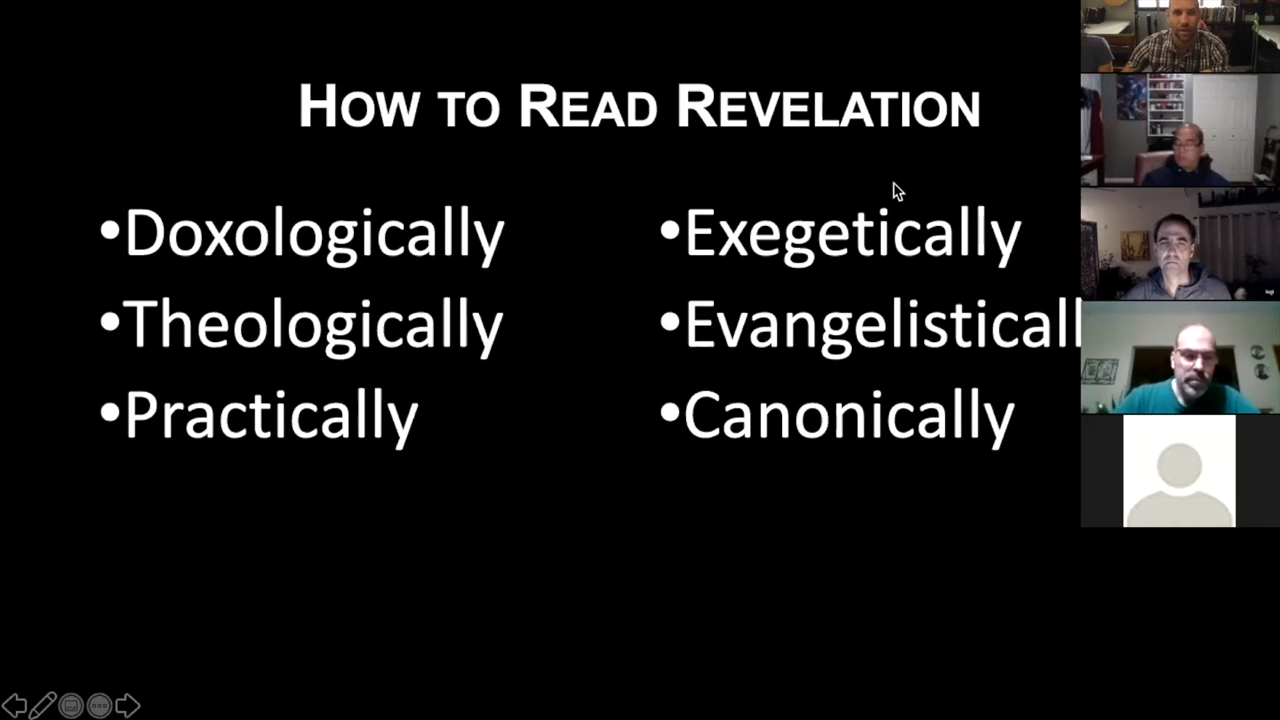 HOW TO READ REVELATION
•Doxologically
•Theologically
•Practically
•Exegetically
•Evangelisticall
•Canonically